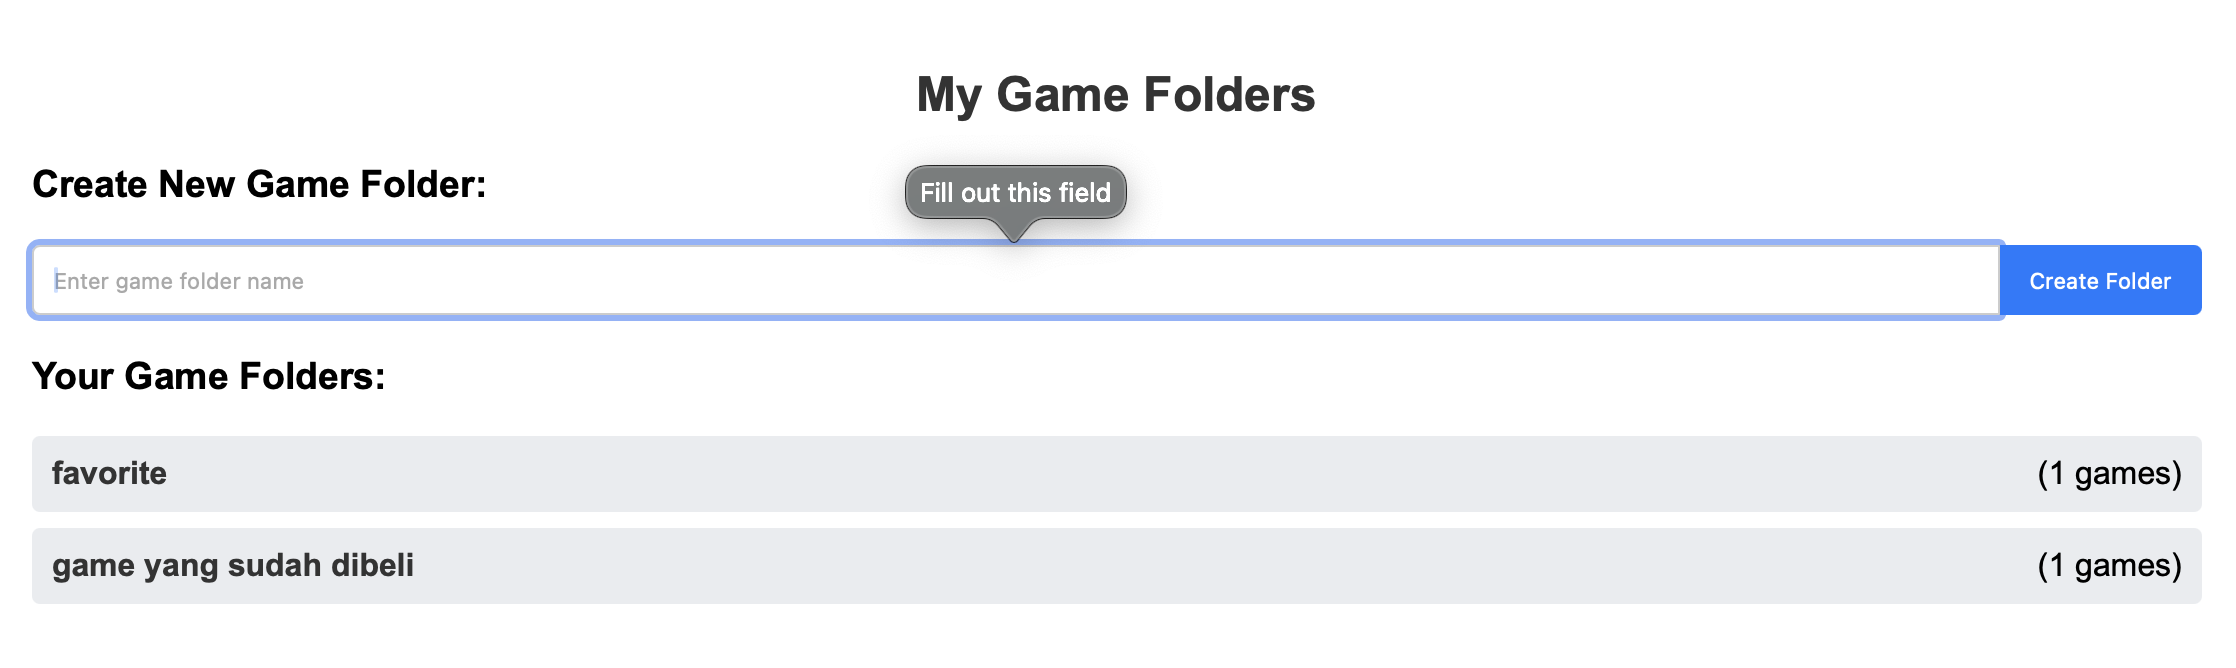 My Game Folders
Create New Game Folder:
Fill out this field
Enter game folder name
Create Folder
Your Game Folders:
favorite (1 games)
game yang sudah dibeli (1 games)